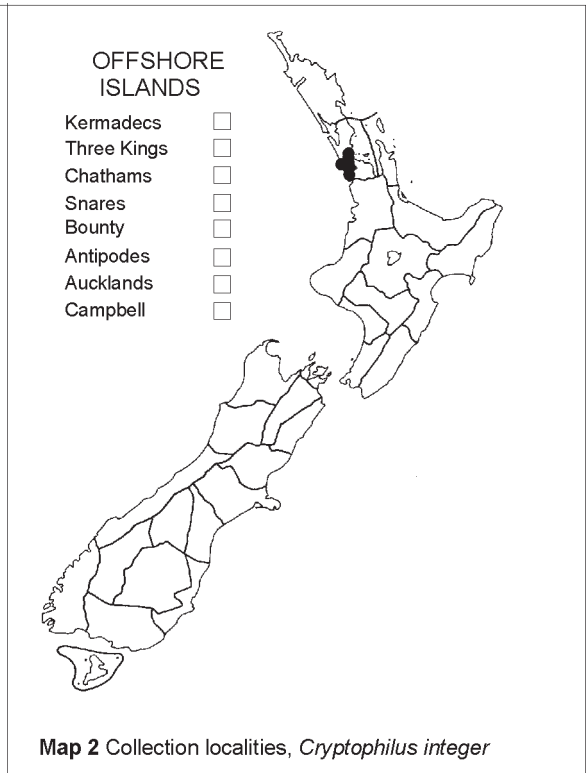 OFFSHORE
ISLANDS
Kermadecs
Three Kings
Chathams
Snares
Bounty
Antipodes
Aucklands
Campbell
Map 2 Collection localities, Cryptophilus integer